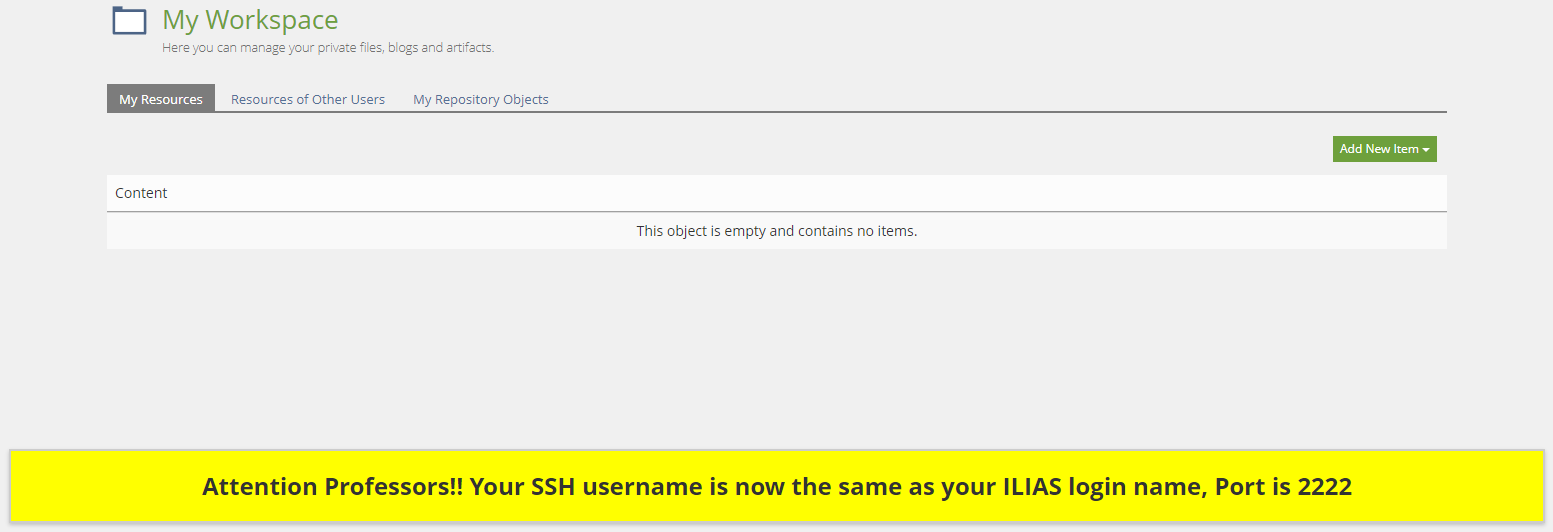 My Workspace
Here you can manage your private files, blogs and artifacts.
My Resources Resources of Other Users My Repository Objects
Add New Item
Content
This object is empty and contains no items.
Attention Professors!! Your SSH username is now the same as your ILIAS login name, Port is 2222